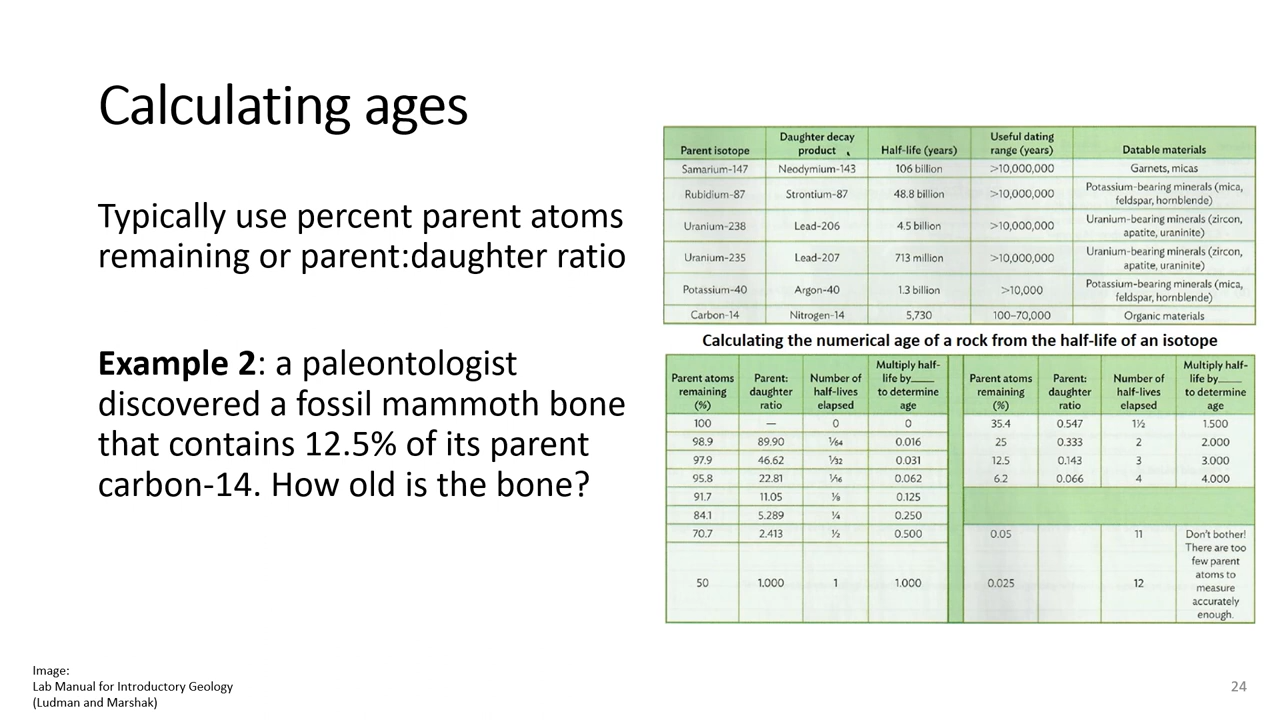 Calculating ages
Typically use percent parent atoms
remaining or parent:daughter ratio
Example 2: a paleontologist
discovered a fossil mammoth bone
that contains 12.5% of its parent
carbon-14. How old is the bone?
Parent isotope Daughter decay product Half-life (years) Useful dating range (years) Datable materials
Samarium-147 Neodymium-143 106 billion >10,000,000 Garnets, micas
Rubidium-87 Strontium-87 48.8 billion >10,000,000 Potassium-bearing minerals (mica, feldspar, hornblende)
Uranium-238 Lead-206 4.5 billion >10,000,000 Uranium-bearing minerals (zircon, apatite, uraninite)
Uranium-235 Lead-207 713 million >10,000,000 Uranium-bearing minerals (zircon, apatite, uraninite)
Potassium-40 Argon-40 1.3 billion >10,000 Potassium-bearing minerals (mica, feldspar, hornblende)
Carbon-14 Nitrogen-14 5,730 100–70,000 Organic materials
Calculating the numerical age of a rock from the half-life of an isotope
Parent atoms remaining (%) Parent: daughter ratio Number of half-lives elapsed Multiply half-life by____ to determine age Parent atoms remaining (%) Parent: daughter ratio Number of half-lives elapsed Multiply half-life by____ to determine age
100 — 0 0 35.4 0.547 1½ 1.500
98.9 89.90 1/64 0.016 25 0.333 2 2.000
97.9 46.62 1/32 0.031 12.5 0.143 3 3.000
95.8 22.81 1/16 0.062 6.2 0.066 4 4.000
91.7 11.05 ⅛ 0.125
84.1 5.289 ¼ 0.250
70.7 2.413 ½ 0.500 0.05 11 Don't bother! There are too few parent atoms to measure accurately enough.
50 1.000 1 1.000 0.025 12
Image:
Lab Manual for Introductory Geology
(Ludman and Marshak)
24